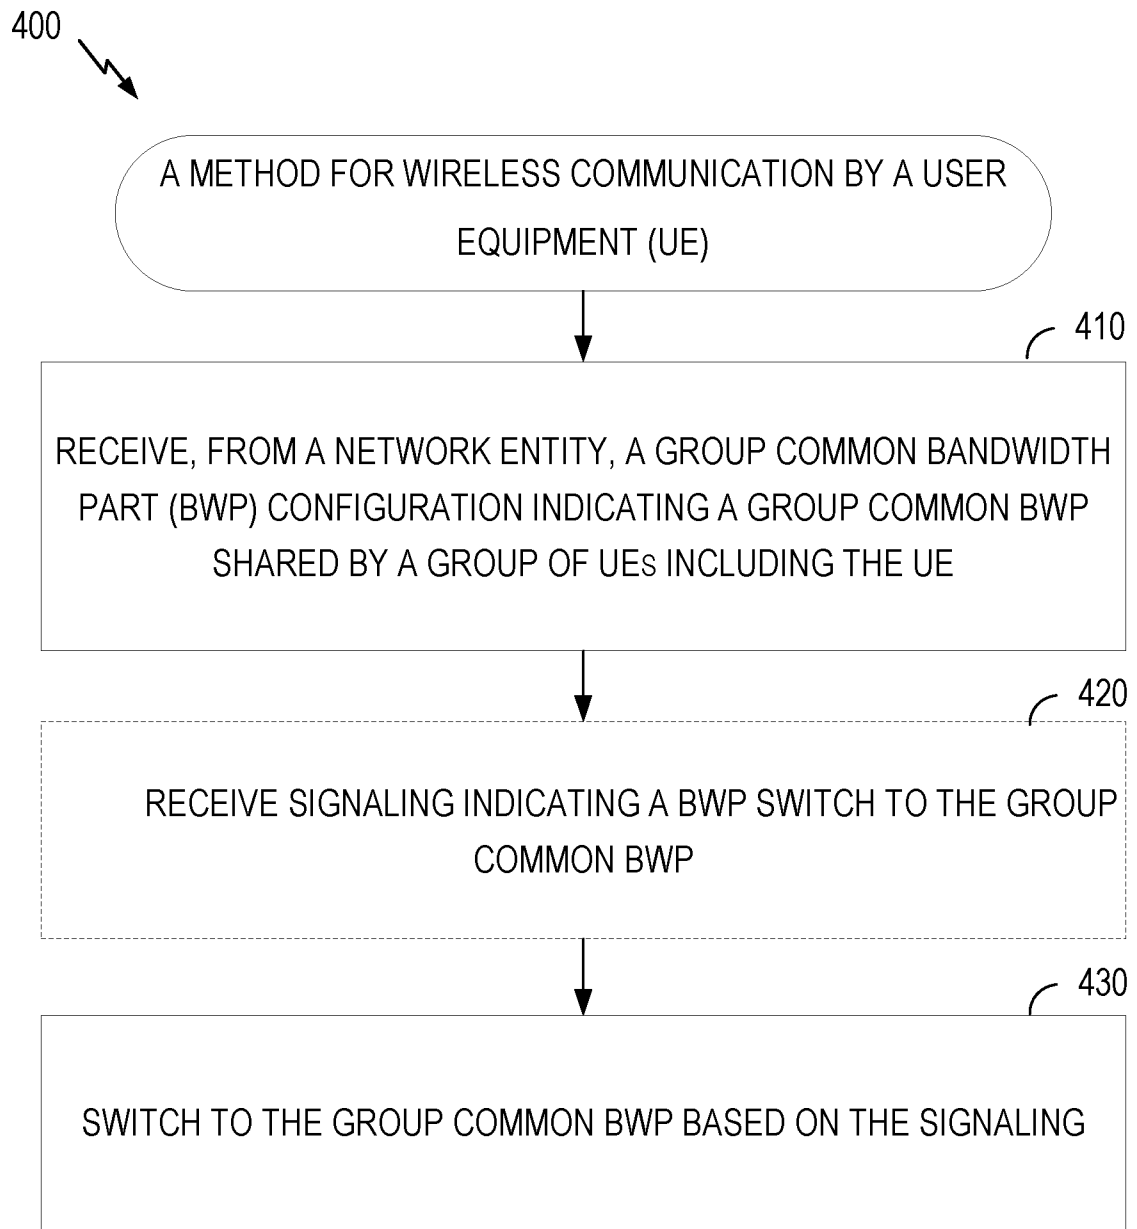 400
A METHOD FOR WIRELESS COMMUNICATION BY A USER
EQUIPMENT (UE)
410
RECEIVE, FROM A NETWORK ENTITY, A GROUP COMMON BANDWIDTH
PART (BWP) CONFIGURATION INDICATING A GROUP COMMON BWP
SHARED BY A GROUP OF UEs INCLUDING THE UE
420
RECEIVE SIGNALING INDICATING A BWP SWITCH TO THE GROUP
COMMON BWP
430
SWITCH TO THE GROUP COMMON BWP BASED ON THE SIGNALING